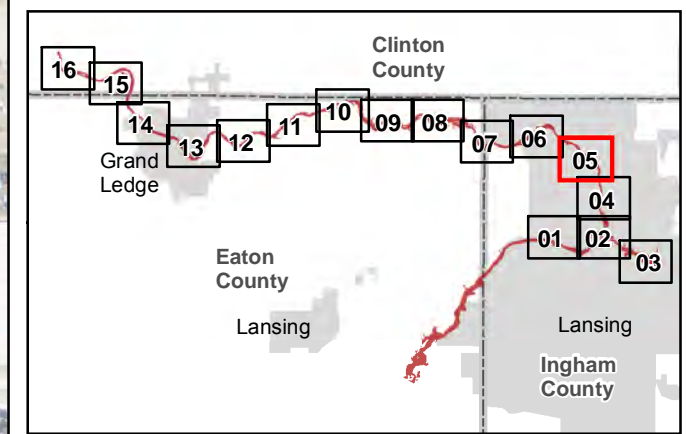 Clinton
County
16
15
14
13
12
11
10
09
08
07
06
05
04
Grand
Ledge
01
02
03
Eaton
County
Lansing
Lansing
Ingham
County